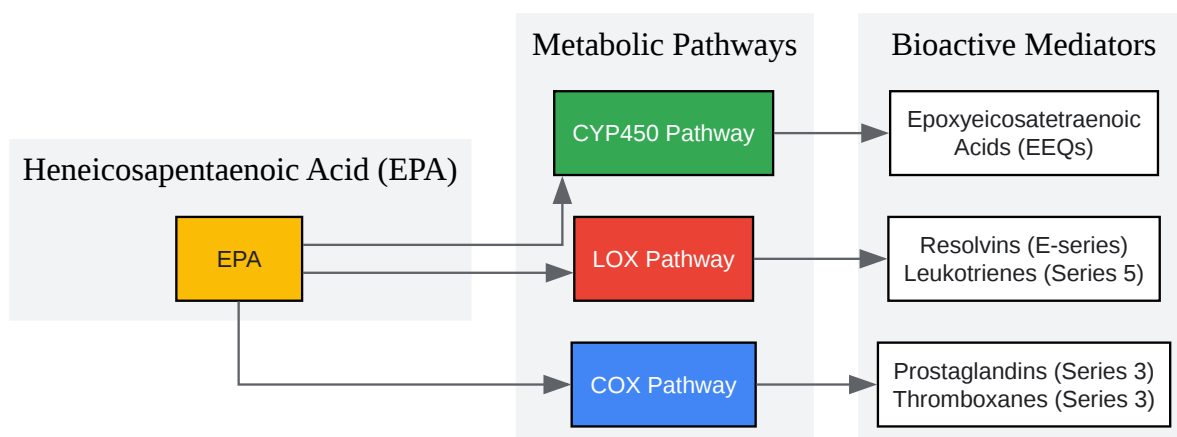 Metabolic Pathways
Bioactive Mediators
Heneicosapentaenoic Acid (EPA)
CYP450 Pathway
Epoxyeicosatetraenoic
Acids (EEQs)
EPA
LOX Pathway
Resolvins (E-series)
Leukotrienes (Series 5)
COX Pathway
Prostaglandins (Series 3)
Thromboxanes (Series 3)